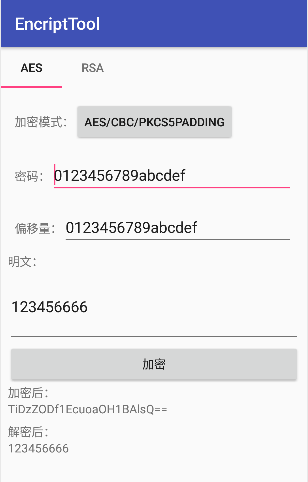 EncriptTool
AES RSA
加密模式： AES/CBC/PKCS5PADDING
密码： 0123456789abcdef
偏移量： 0123456789abcdef
明文：
123456666
加密
加密后：
TiDzZODf1EcuoaOH1BAlsQ==
解密后：
123456666